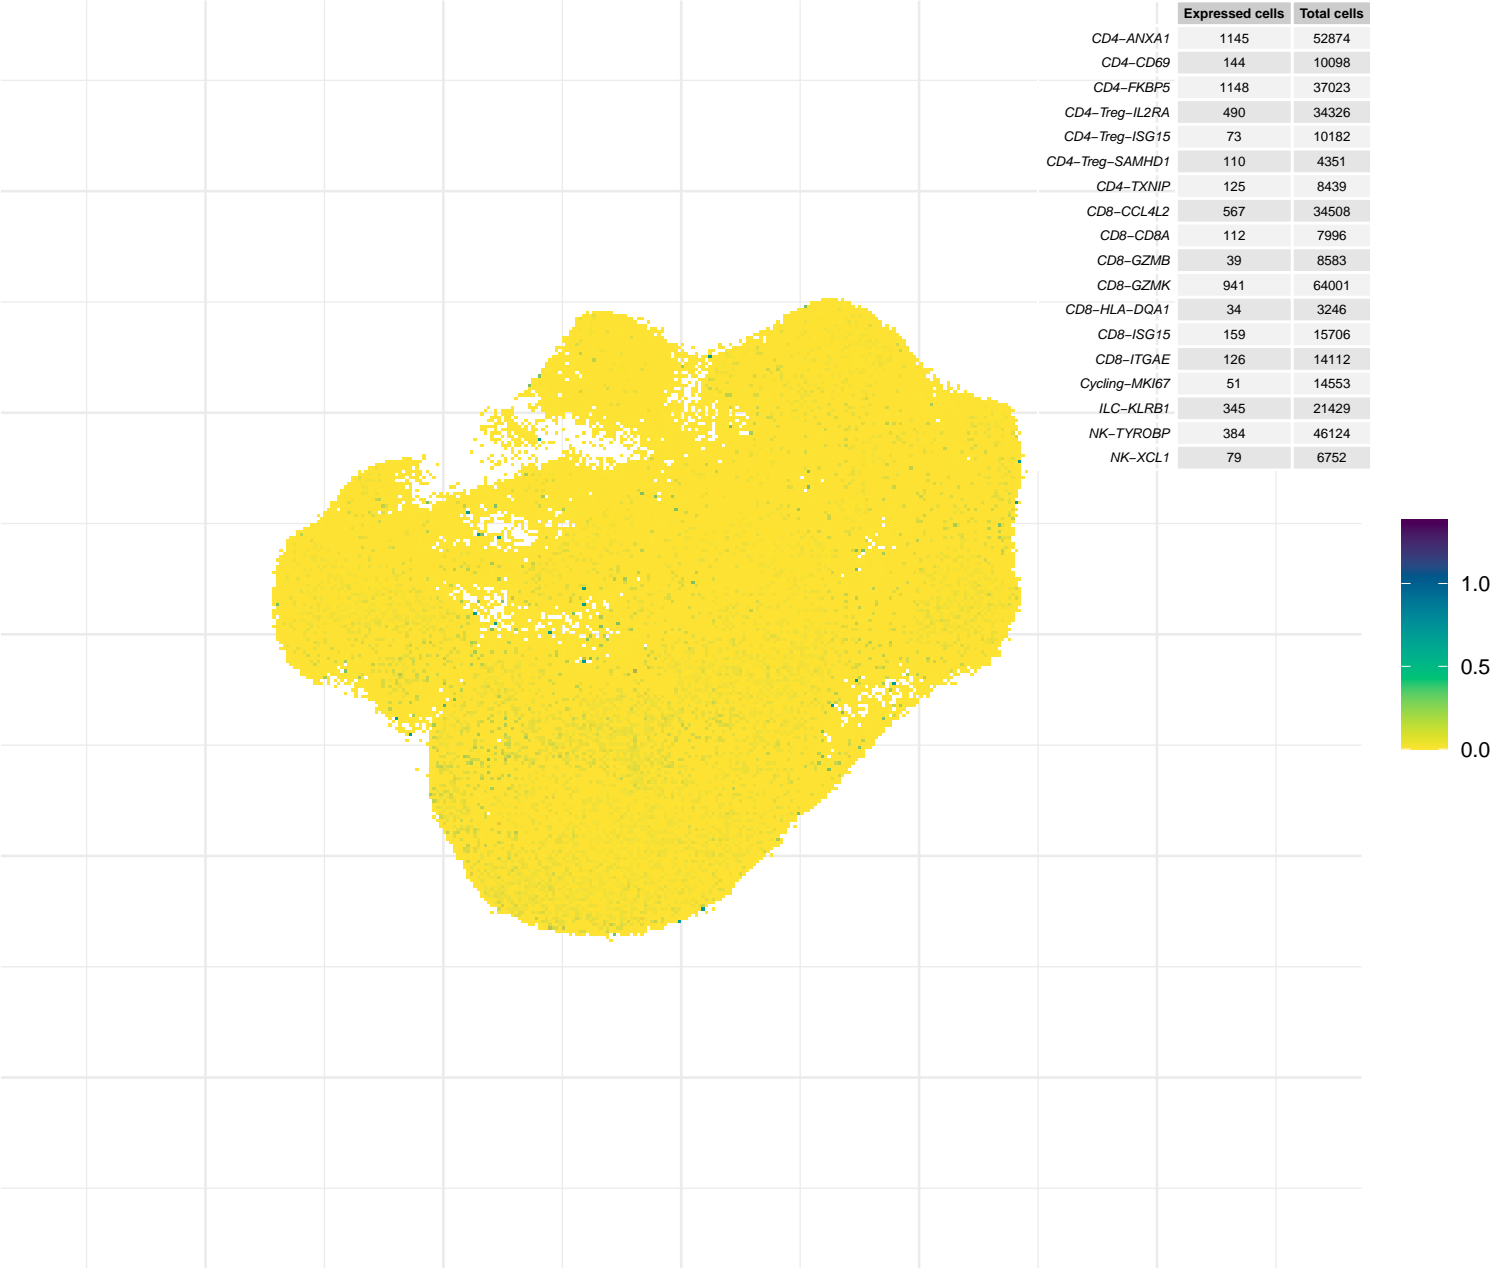 Expressed cells Total cells
CD4−ANXA1 1145 52874
CD4−CD69 144 10098
CD4−FKBP5 1148 37023
CD4−Treg−IL2RA 490 34326
CD4−Treg−ISG15 73 10182
CD4−Treg−SAMHD1 110 4351
CD4−TXNIP 125 8439
CD8−CCL4L2 567 34508
CD8−CD8A 112 7996
CD8−GZMB 39 8583
CD8−GZMK 941 64001
CD8−HLA−DQA1 34 3246
CD8−ISG15 159 15706
CD8−ITGAE 126 14112
Cycling−MKI67 51 14553
ILC−KLRB1 345 21429
NK−TYROBP 384 46124
NK−XCL1 79 6752
1.0
0.5
0.0